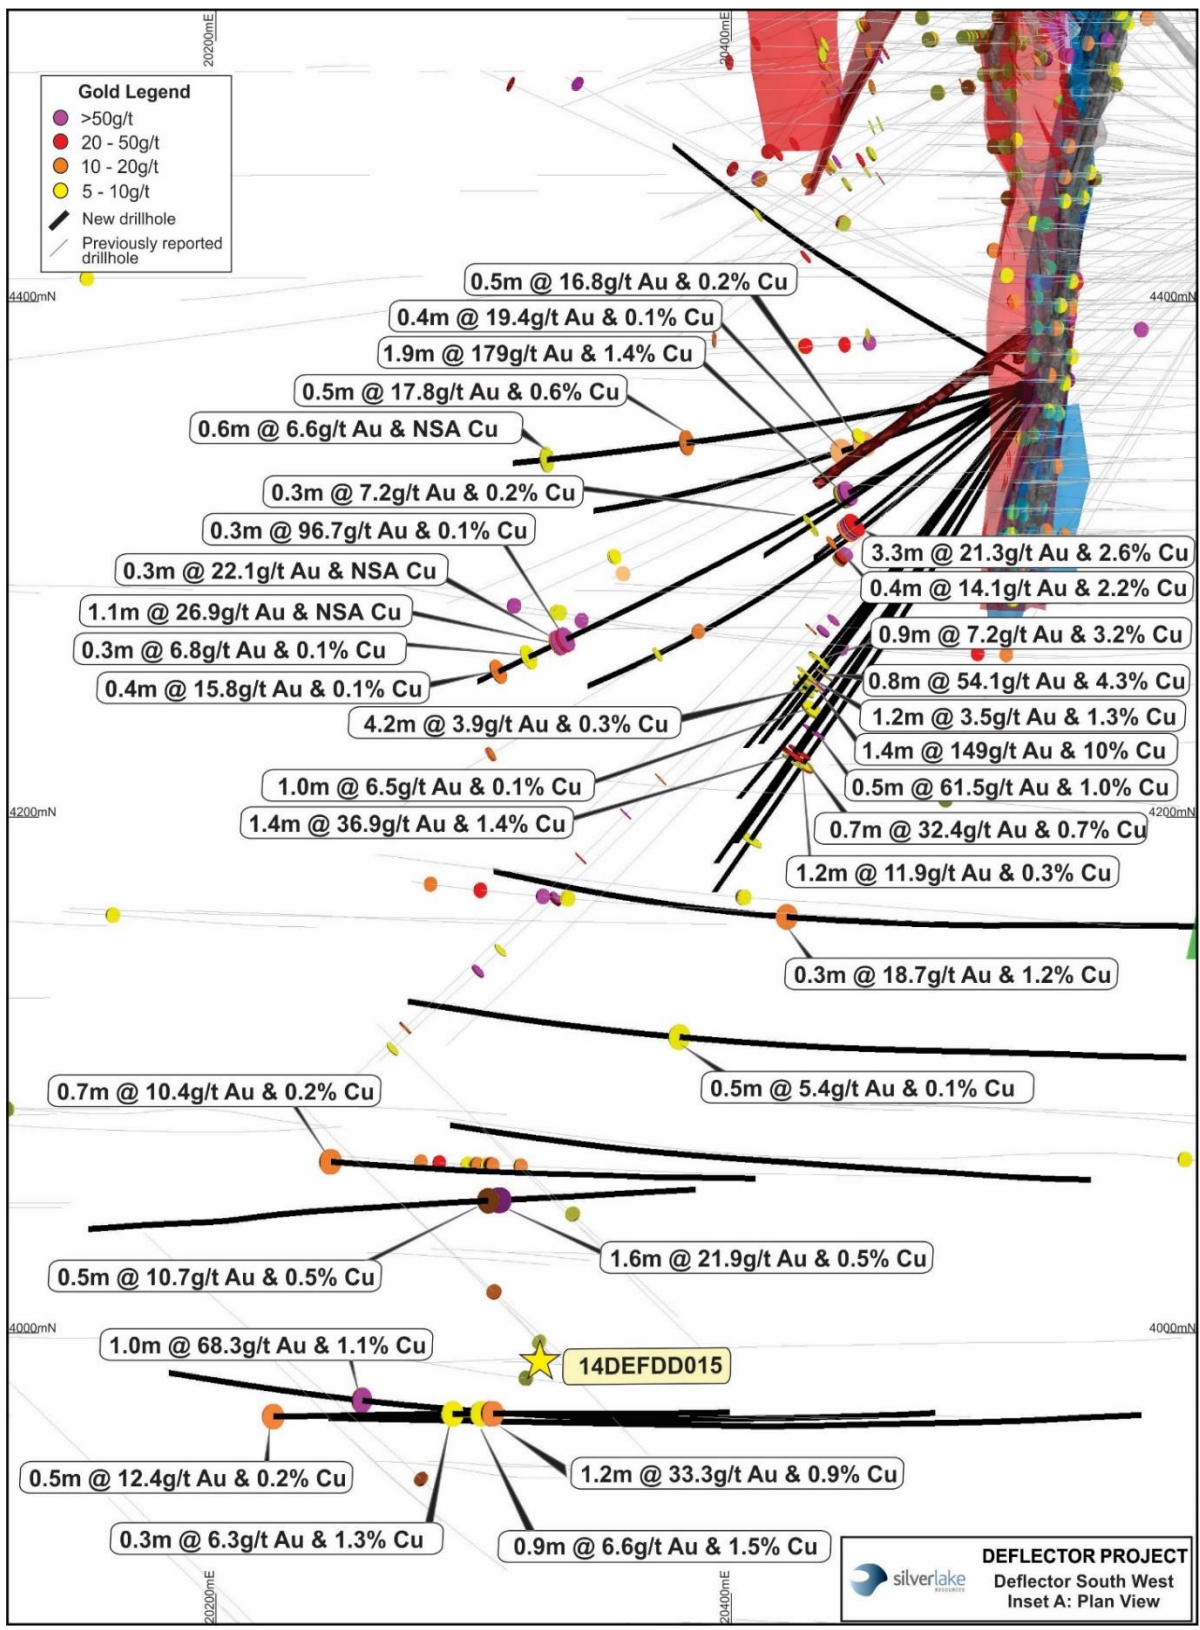 20200mE
20400mE
Gold Legend
>50g/t
20 - 50g/t
10 - 20g/t
5 - 10g/t
New drillhole
Previously reported
drillhole
4400mN
4400mN
0.5m @ 16.8g/t Au & 0.2% Cu
0.4m @ 19.4g/t Au & 0.1% Cu
1.9m @ 179g/t Au & 1.4% Cu
0.5m @ 17.8g/t Au & 0.6% Cu
0.6m @ 6.6g/t Au & NSA Cu
0.3m @ 7.2g/t Au & 0.2% Cu
0.3m @ 96.7g/t Au & 0.1% Cu
0.3m @ 22.1g/t Au & NSA Cu
1.1m @ 26.9g/t Au & NSA Cu
0.3m @ 6.8g/t Au & 0.1% Cu
0.4m @ 15.8g/t Au & 0.1% Cu
3.3m @ 21.3g/t Au & 2.6% Cu
0.4m @ 14.1g/t Au & 2.2% Cu
0.9m @ 7.2g/t Au & 3.2% Cu
0.8m @ 54.1g/t Au & 4.3% Cu
1.2m @ 3.5g/t Au & 1.3% Cu
4.2m @ 3.9g/t Au & 0.3% Cu
1.4m @ 149g/t Au & 10% Cu
1.0m @ 6.5g/t Au & 0.1% Cu
0.5m @ 61.5g/t Au & 1.0% Cu
1.4m @ 36.9g/t Au & 1.4% Cu
0.7m @ 32.4g/t Au & 0.7% Cu
4200mN
4200mN
1.2m @ 11.9g/t Au & 0.3% Cu
0.3m @ 18.7g/t Au & 1.2% Cu
0.7m @ 10.4g/t Au & 0.2% Cu
0.5m @ 5.4g/t Au & 0.1% Cu
1.6m @ 21.9g/t Au & 0.5% Cu
0.5m @ 10.7g/t Au & 0.5% Cu
4000mN
4000mN
1.0m @ 68.3g/t Au & 1.1% Cu
14DEFDD015
0.5m @ 12.4g/t Au & 0.2% Cu
1.2m @ 33.3g/t Au & 0.9% Cu
0.3m @ 6.3g/t Au & 1.3% Cu
0.9m @ 6.6g/t Au & 1.5% Cu
20200mE
20400mE
silverlake
RESOURCES
DEFLECTOR PROJECT
Deflector South West
Inset A: Plan View